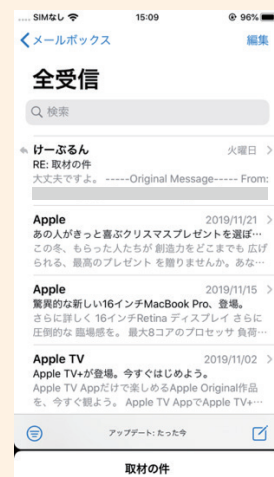 SIMなし 15:09 96%
メールボックス 編集
全受信
検索
けーぶるん 火曜日
RE: 取材の件
大丈夫ですよ。 -----Original Message----- From:
Apple 2019/11/21
あの人がきっと喜ぶクリスマスプレゼントを選ぼ…
この冬、もらった人たちが 創造力をどこまでも 広げ
られる、最高のプレゼント を贈りませんか。あな…
Apple 2019/11/15
驚異的な新しい16インチMacBook Pro、登場。
さらに詳しく 16インチRetina ディスプレイ さらに
圧倒的な 臨場感を。 最大8コアのプロセッサ 負荷…
Apple TV 2019/11/02
Apple TV+が登場。今すぐはじめよう。
Apple TV Appだけで楽しめるApple Original作品
を、今すぐ観よう。 Apple TV AppでApple TV+…
アップデート: たった今
取材の件